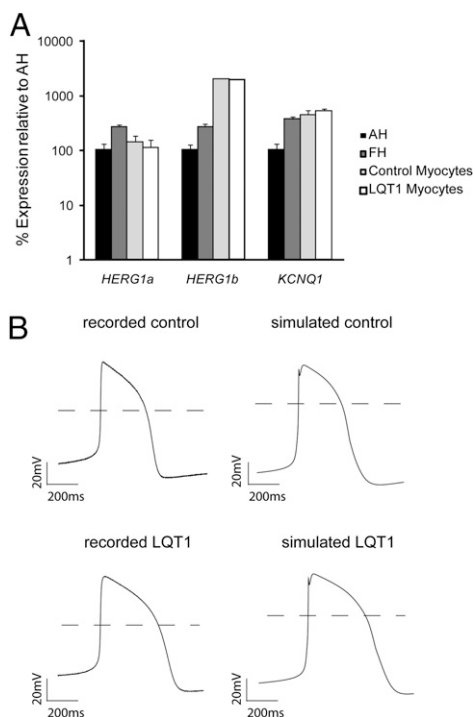 A
% Expression relative to AH
10000
1000
100
10
1
HERG1a HERG1b KCNQ1
AH
FH
Control Myocytes
LQT1 Myocytes
B
recorded control simulated control
20mV
200ms
20mV
200ms
recorded LQT1 simulated LQT1
20mV
200ms
20mV
200ms